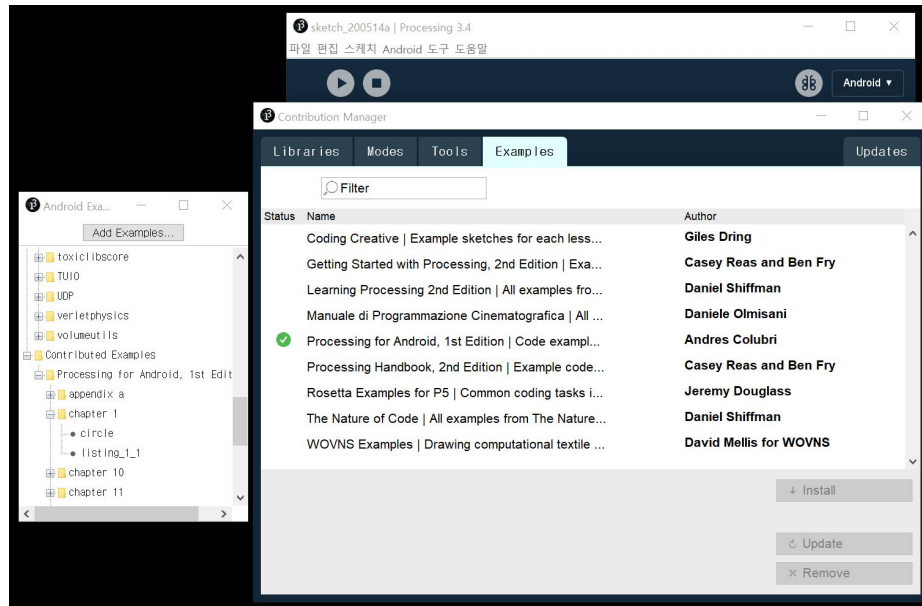 sketch_200514a | Processing 3.4
파일 편집 스케치 Android 도구 도움말
Android ▼
Contribution Manager
Libraries Modes Tools Examples Updates
Filter
Status Name Author
Coding Creative | Example sketches for each less... Giles Dring
Getting Started with Processing, 2nd Edition | Exa... Casey Reas and Ben Fry
Learning Processing 2nd Edition | All examples fro... Daniel Shiffman
Manuale di Programmazione Cinematografica | All ... Daniele Olmisani
Processing for Android, 1st Edition | Code exampl... Andres Colubri
Processing Handbook, 2nd Edition | Example code... Casey Reas and Ben Fry
Rosetta Examples for P5 | Common coding tasks i... Jeremy Douglass
The Nature of Code | All examples from The Nature... Daniel Shiffman
WOVNS Examples | Drawing computational textile ... David Mellis for WOVNS
Install
Update
Remove
Android Exa...
Add Examples...
toxiclibscore
TUIO
UDP
verletphysics
volumeutils
Contributed Examples
Processing for Android, 1st Edit
appendix a
chapter 1
circle
listing_1_1
chapter 10
chapter 11